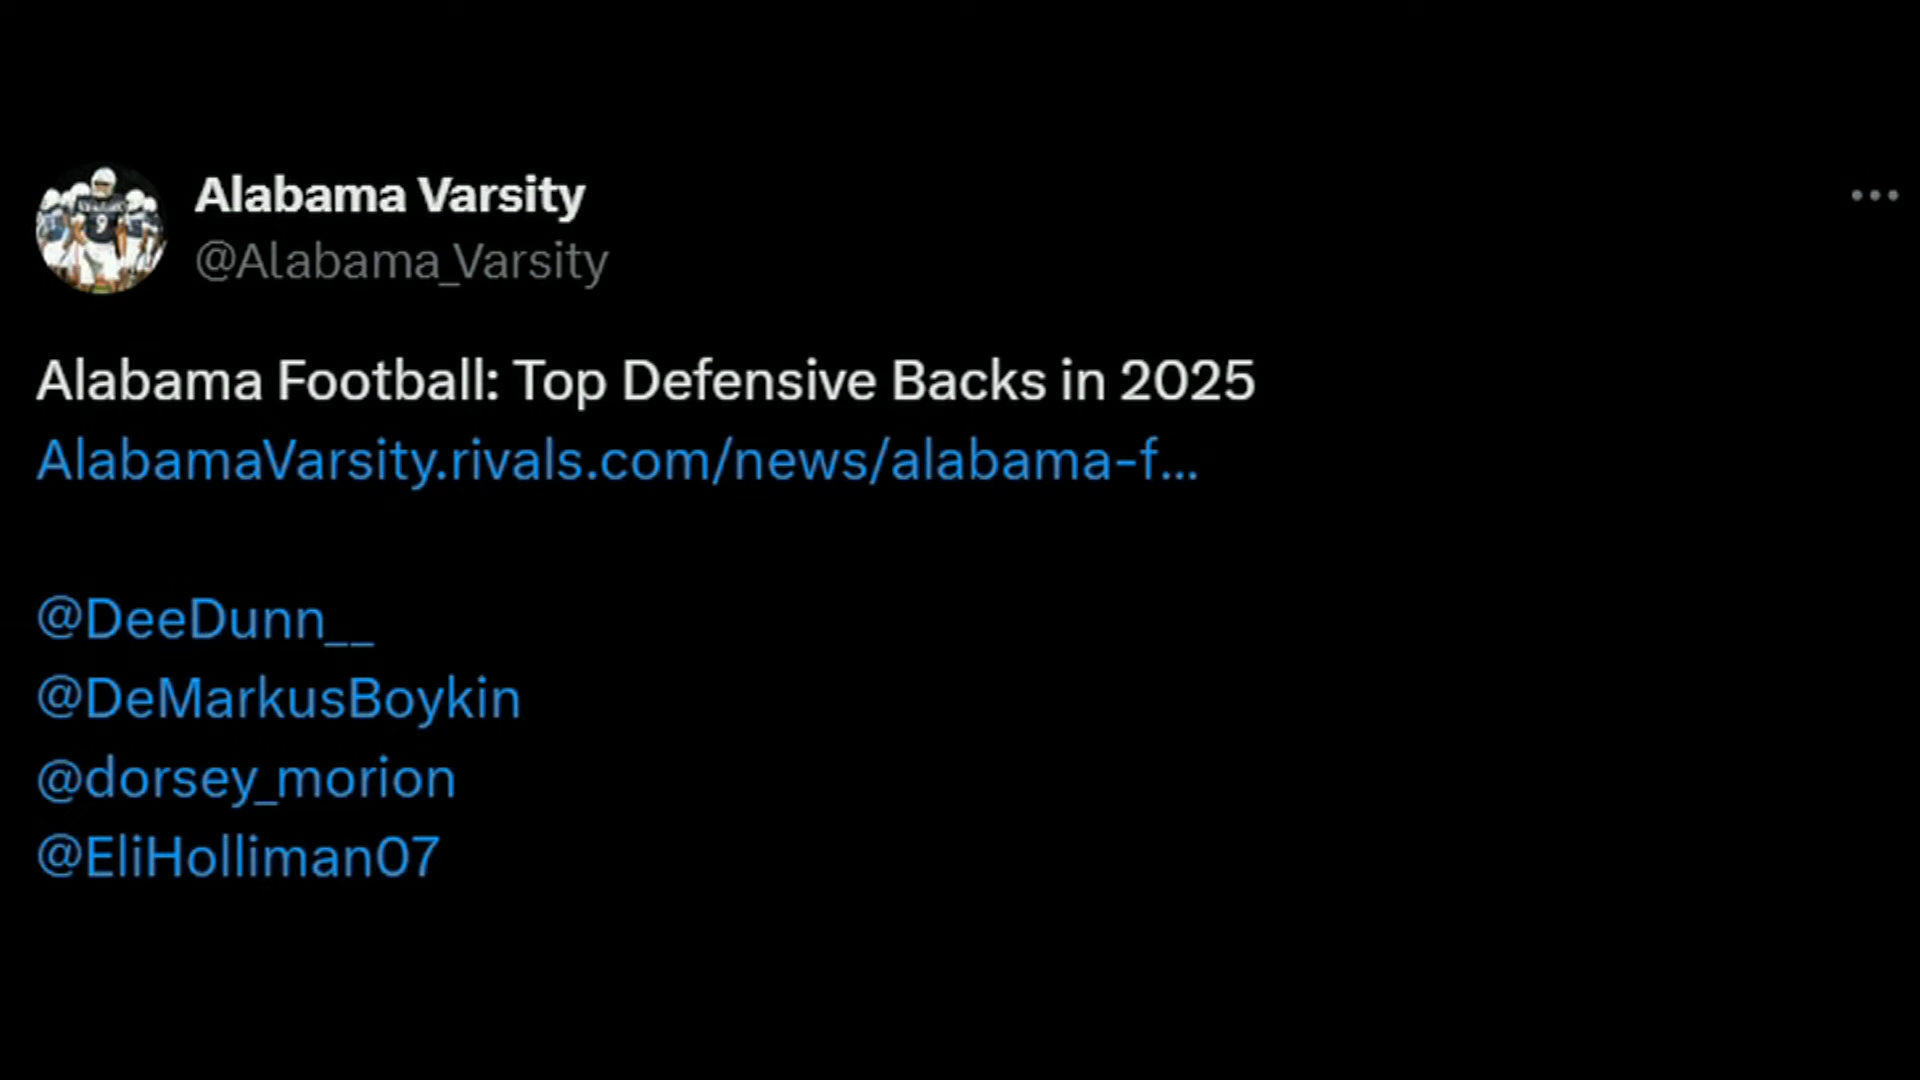 Alabama Varsity
@Alabama_Varsity
Alabama Football: Top Defensive Backs in 2025
AlabamaVarsity.rivals.com/news/alabama-f...
@DeeDunn__
@DeMarkusBoykin
@dorsey_morion
@EliHolliman07